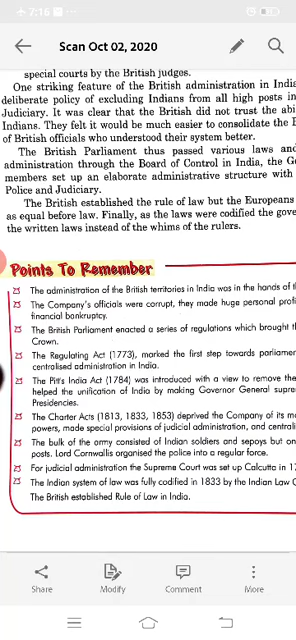 7:16
Scan Oct 02, 2020
special courts by the British judges.
One striking feature of the British administration in India
deliberate policy of excluding Indians from all high posts in
Judiciary. It was clear that the British did not trust the abi
Indians. They felt it would be much easier to consolidate the
of British officials who understood their system better.
The British Parliament thus passed various laws and
administration through the Board of Control in India, the
members set up an elaborate administrative structure with
Police and Judiciary.
The British established the rule of law but the Europeans
as equal before law. Finally, as the laws were codified the gove
the written laws instead of the whims of the rulers.
Points To Remember
The administration of the British territories in India was in the hands of
The Company's officials were corrupt, they made huge personal profi
financial bankruptcy.
The British Parliament enacted a series of regulations which brought
Crown.
The Regulating Act (1773), marked the first step towards parliamen
centralised administration in India.
The Pitt's India Act (1784) was introduced with a view to remove the
helped the unification of India by making Governor General supre
Presidencies.
The Charter Acts (1813, 1833, 1853) deprived the Company of its
powers, made special provisions of judicial administration, and centrali
The bulk of the army consisted of Indian soldiers and sepoys but on
posts. Lord Cornwallis organised the police into a regular force.
For judicial administration the Supreme Court was set up Calcutta in 17
The Indian system of law was fully codified in 1833 by the Indian Law
The British established Rule of Law in India.
Share Modify Comment More